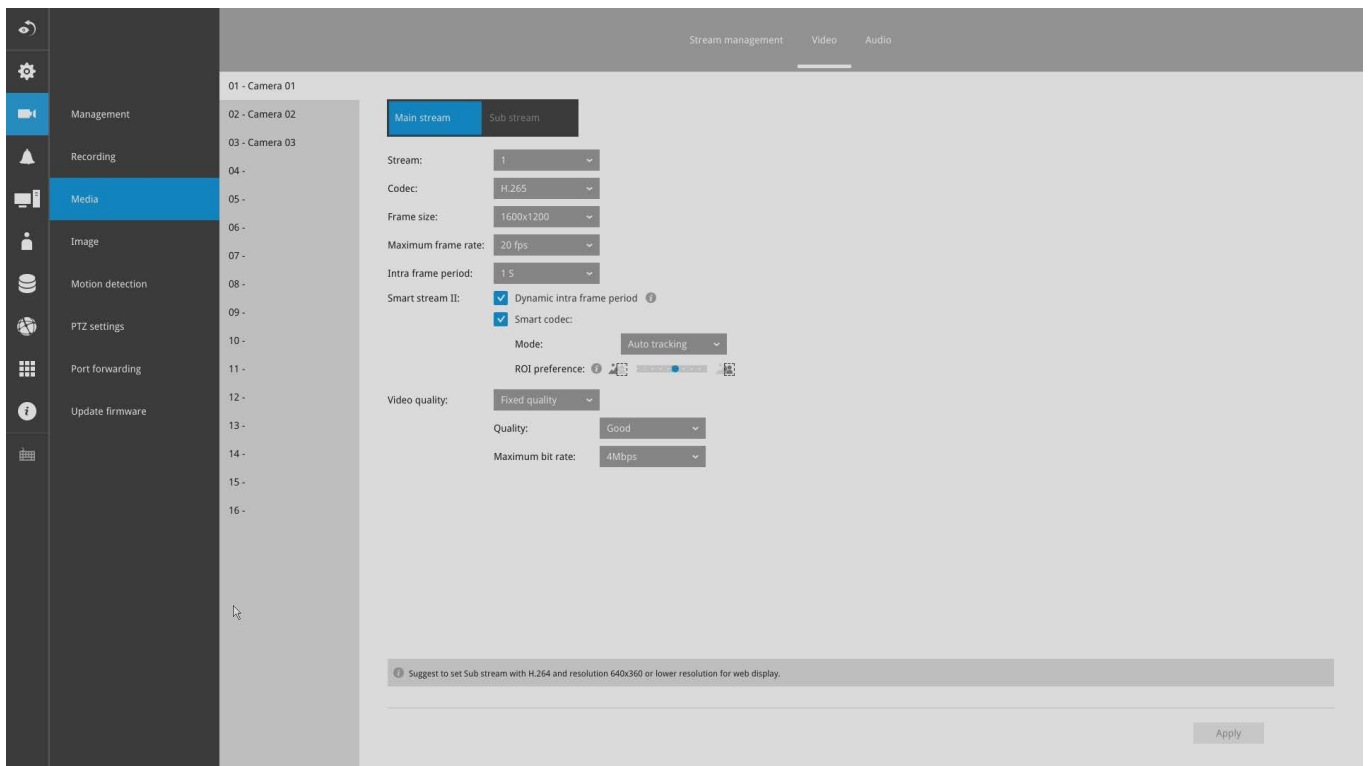 Stream management Video Audio
Management
Recording
Media
Image
Motion detection
PTZ settings
Port forwarding
Update firmware
01 - Camera 01
02 - Camera 02
03 - Camera 03
04 -
05 -
06 -
07 -
08 -
09 -
10 -
11 -
12 -
13 -
14 -
15 -
16 -
Main stream Sub stream
Stream: 1
Codec: H.265
Frame size: 1600x1200
Maximum frame rate: 20 fps
Intra frame period: 1 S
Smart stream II: Dynamic intra frame period
Smart codec:
Mode: Auto tracking
ROI preference:
Video quality: Fixed quality
Quality: Good
Maximum bit rate: 4Mbps
Suggest to set Sub stream with H.264 and resolution 640x360 or lower resolution for web display.
Apply